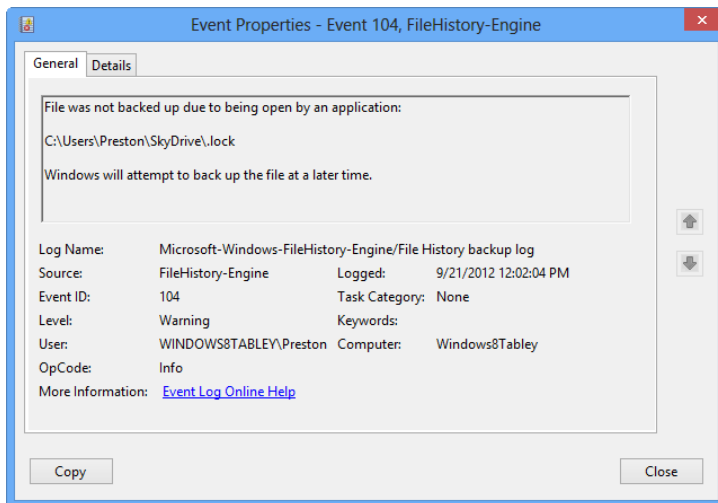 Event Properties - Event 104, FileHistory-Engine
General Details
File was not backed up due to being open by an application:
C:\Users\Preston\SkyDrive\.lock
Windows will attempt to back up the file at a later time.
Log Name: Microsoft-Windows-FileHistory-Engine/File History backup log
Source: FileHistory-Engine Logged: 9/21/2012 12:02:04 PM
Event ID: 104 Task Category: None
Level: Warning Keywords:
User: WINDOWS8TABLEY\Preston Computer: Windows8Tabley
OpCode: Info
More Information: Event Log Online Help
Copy Close